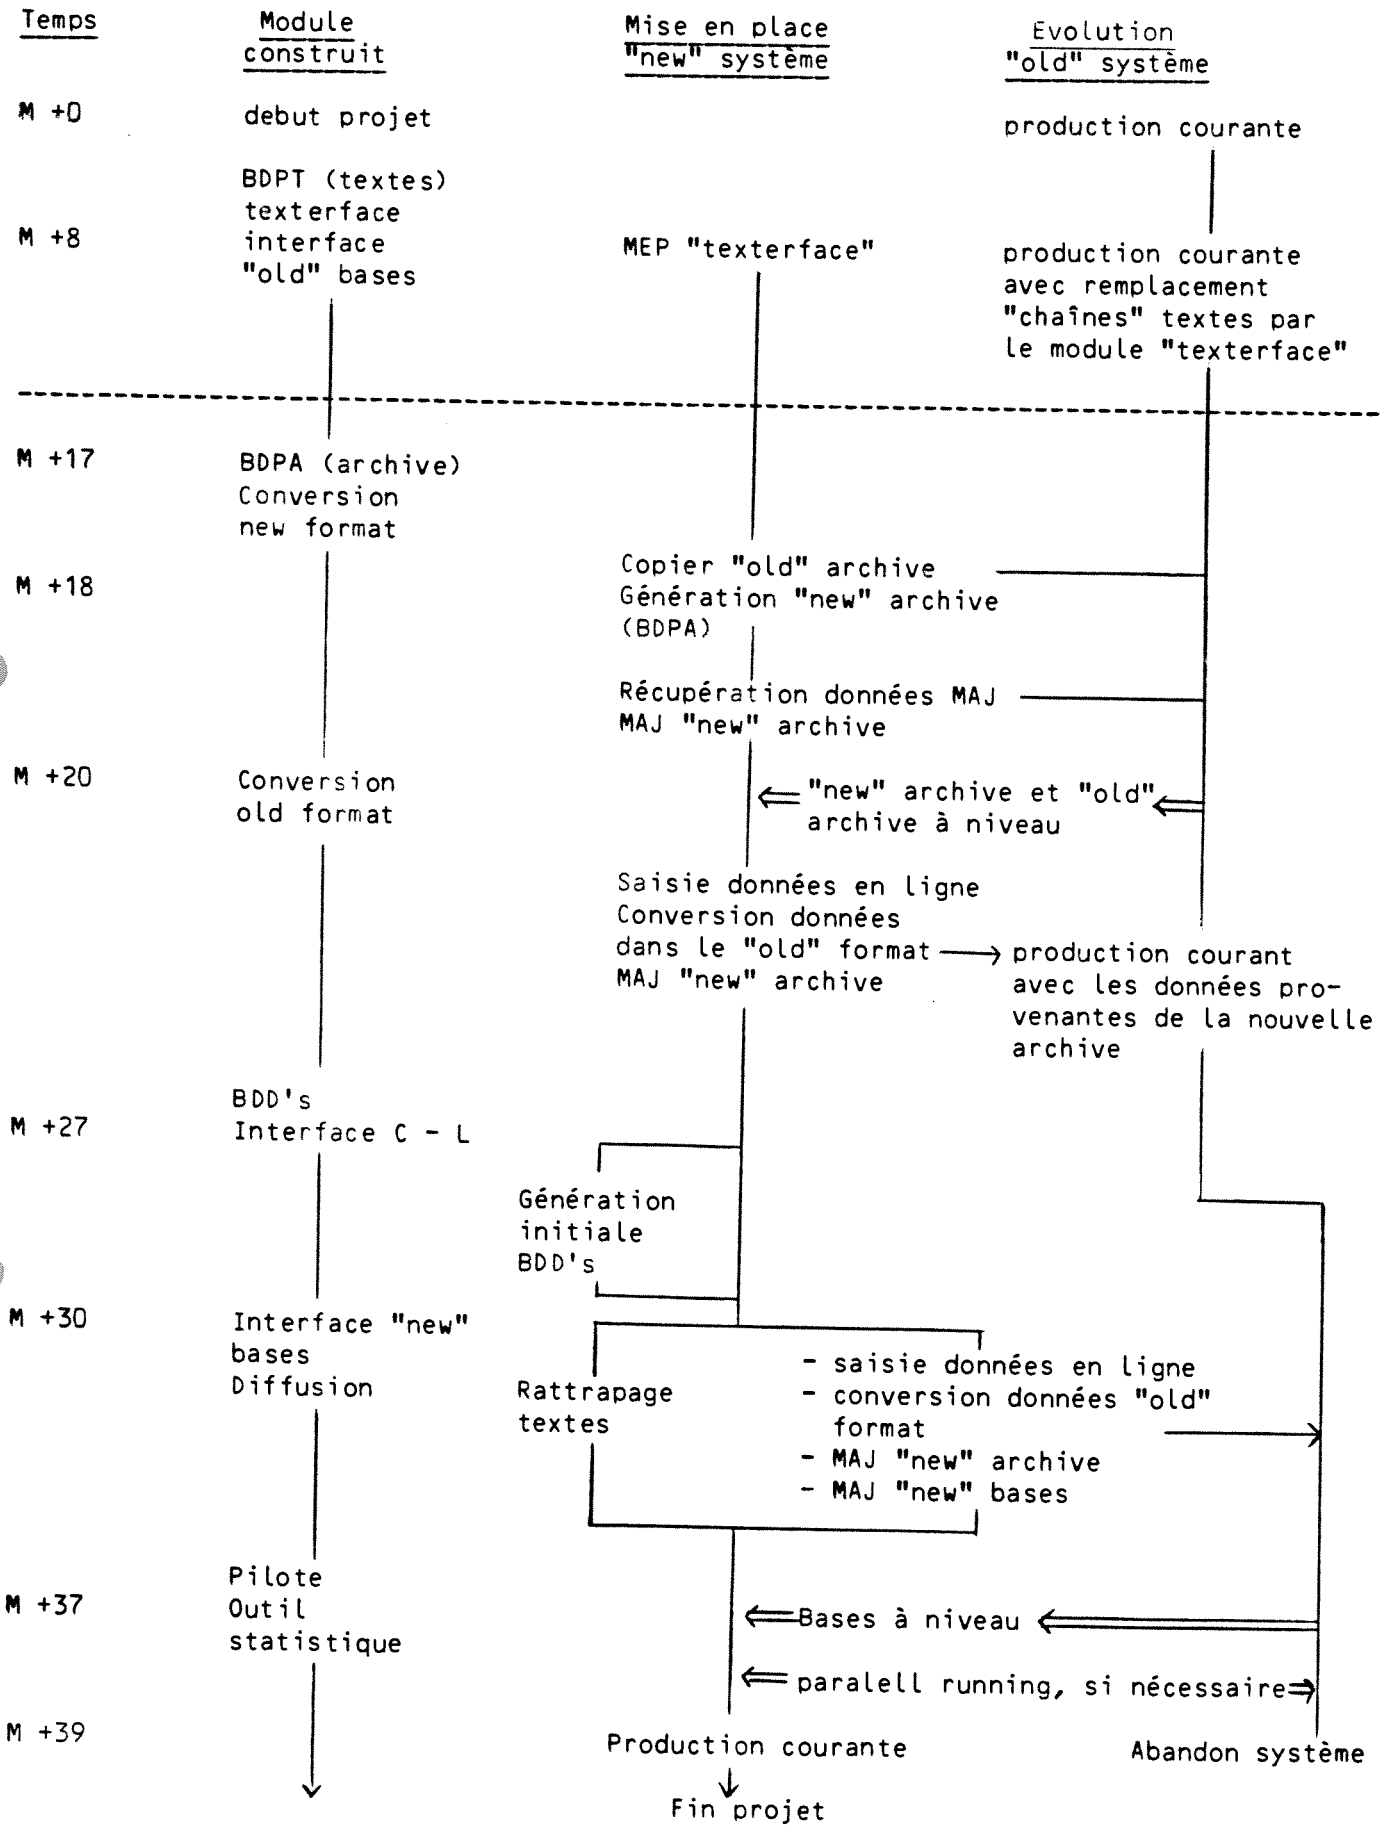 Temps
Module
construit
Mise en place
"new" système
Evolution
"old" système
M +0
debut projet
production courante
BDPT (textes)
texterface
M +8
interface
"old" bases
MEP "texterface"
production courante
avec remplacement
"chaînes" textes par
le module "texterface"
M +17
BDPA (archive)
Conversion
new format
M +18
Copier "old" archive
Génération "new" archive
(BDPA)
Récupération données MAJ
MAJ "new" archive
M +20
Conversion
old format
"new" archive et "old"
archive à niveau
Saisie données en ligne
Conversion données
dans le "old" format
MAJ "new" archive
production courant
avec les données pro-
venantes de la nouvelle
archive
M +27
BDD's
Interface C - L
Génération
initiale
BDD's
M +30
Interface "new"
bases
Diffusion
Rattrapage
textes
- saisie données en ligne
- conversion données "old"
format
- MAJ "new" archive
- MAJ "new" bases
M +37
Pilote
Outil
statistique
Bases à niveau
paralell running, si nécessaire
M +39
Production courante
Abandon système
Fin projet